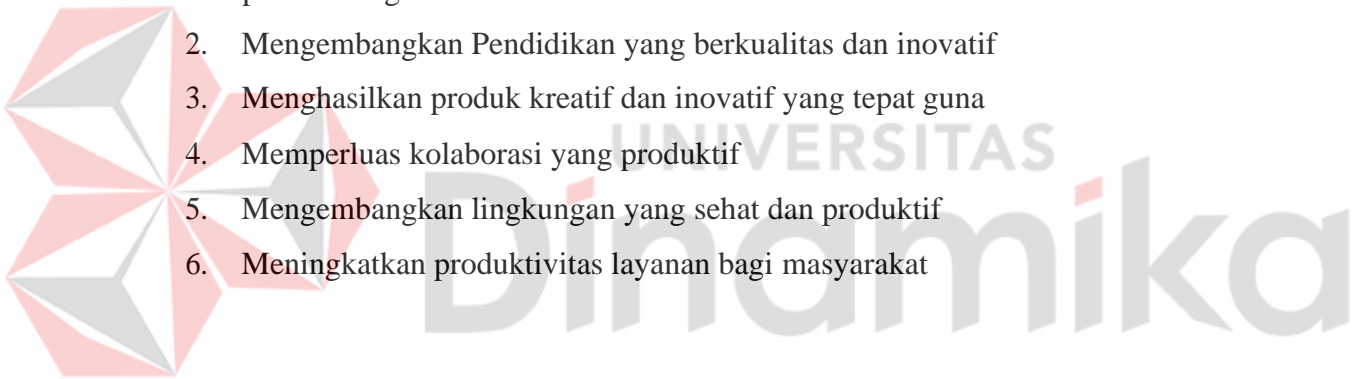 2. Mengembangkan Pendidikan yang berkualitas dan inovatif
3. Menghasilkan produk kreatif dan inovatif yang tepat guna
4. Memperluas kolaborasi yang produktif
5. Mengembangkan lingkungan yang sehat dan produktif
6. Meningkatkan produktivitas layanan bagi masyarakat
UNIVERSITAS
Dinamika